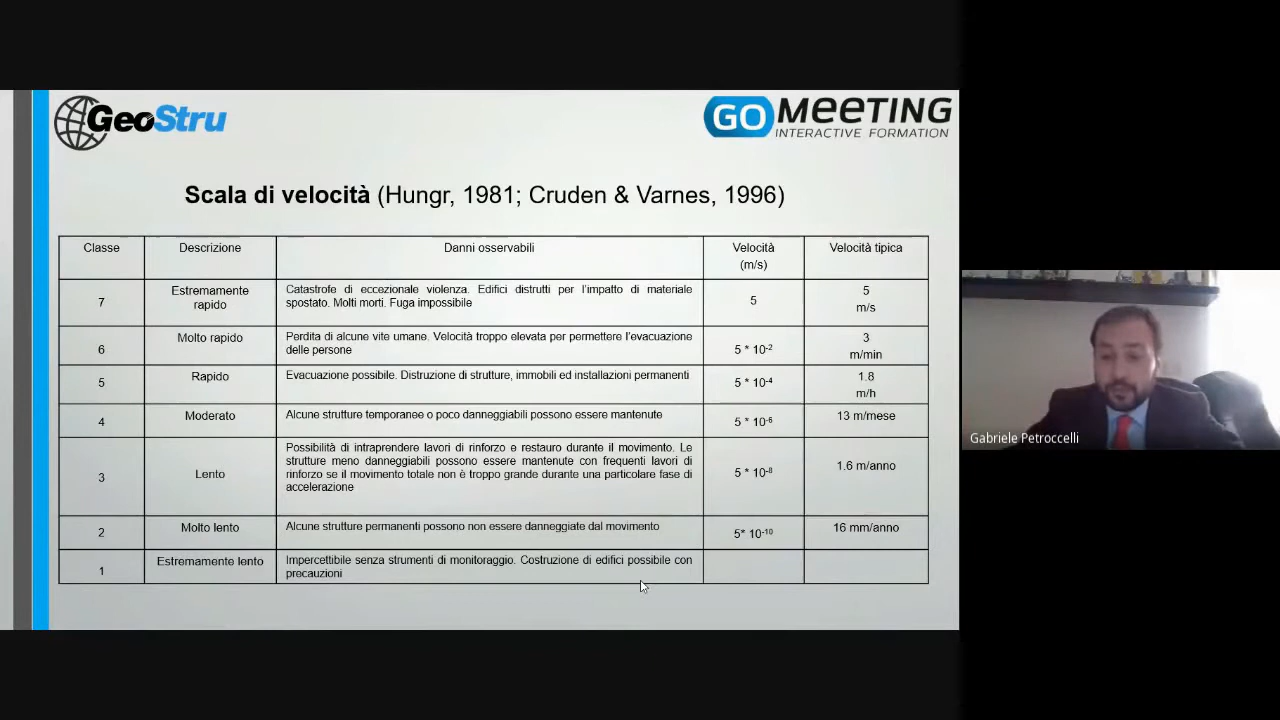 GeoStru
GO MEETING
INTERACTIVE FORMATION
Scala di velocità (Hungr, 1981; Cruden & Varnes, 1996)
Classe Descrizione Danni osservabili Velocità (m/s) Velocità tipica
7 Estremamente rapido Catastrofe di eccezionale violenza. Edifici distrutti per l'impatto di materiale
spostato. Molti morti. Fuga impossibile 5 5 m/s
6 Molto rapido Perdita di alcune vite umane. Velocità troppo elevata per permettere l'evacuazione
delle persone 5 * 10⁻² 3 m/min
5 Rapido Evacuazione possibile. Distruzione di strutture, immobili ed installazioni permanenti 5 * 10⁻⁴ 1.8 m/h
4 Moderato Alcune strutture temporanee o poco danneggiabili possono essere mantenute 5 * 10⁻⁶ 13 m/mese
3 Lento Possibilità di intraprendere lavori di rinforzo e restauro durante il movimento. Le
strutture meno danneggiabili possono essere mantenute con frequenti lavori di
rinforzo se il movimento totale non è troppo grande durante una particolare fase di
accelerazione 5 * 10⁻⁸ 1.6 m/anno
2 Molto lento Alcune strutture permanenti possono non essere danneggiate dal movimento 5* 10⁻¹⁰ 16 mm/anno
1 Estremamente lento Impercettibile senza strumenti di monitoraggio. Costruzione di edifici possibile con
precauzioni
Gabriele Petroccelli